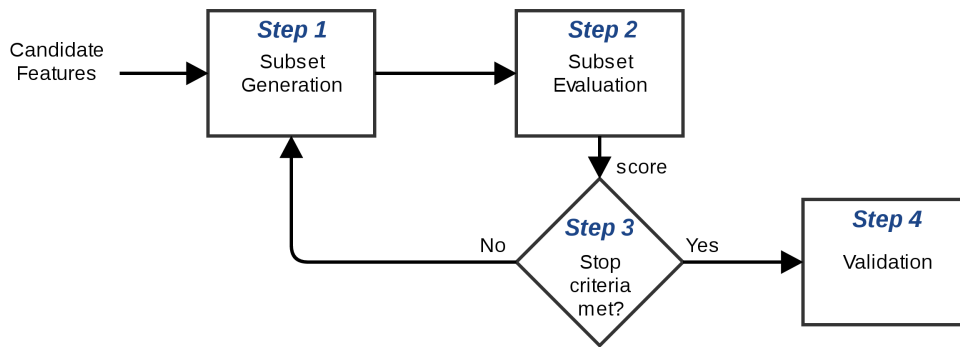 Candidate
Features
Step 1
Subset
Generation
Step 2
Subset
Evaluation
score
Step 3
Stop
criteria
met?
No
Yes
Step 4
Validation